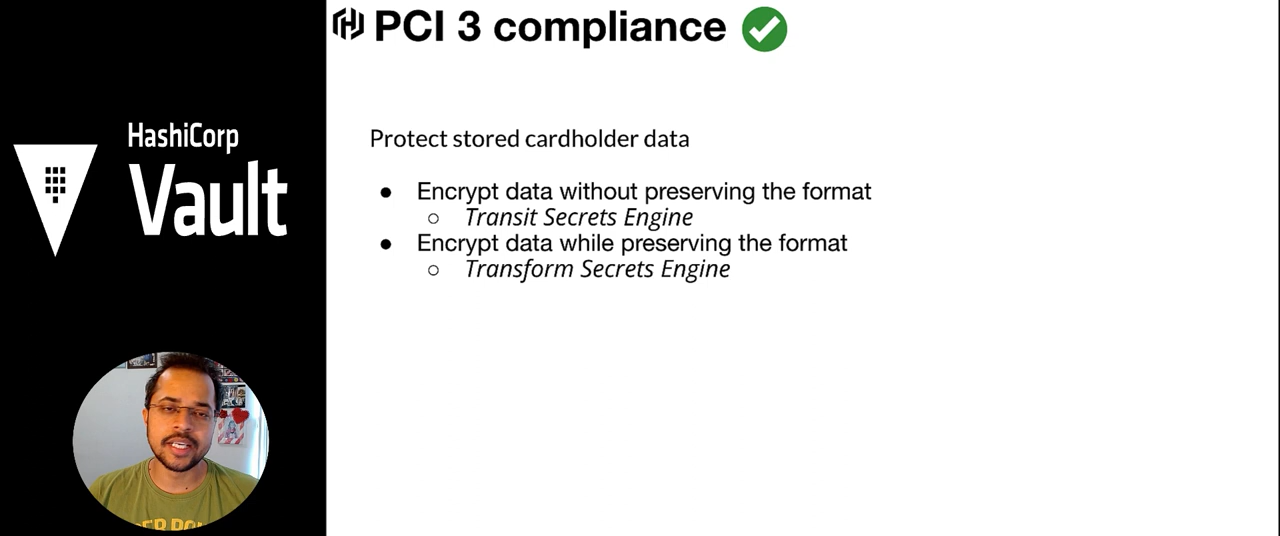 HashiCorp
Vault
PCI 3 compliance
Protect stored cardholder data
● Encrypt data without preserving the format
○ Transit Secrets Engine
● Encrypt data while preserving the format
○ Transform Secrets Engine